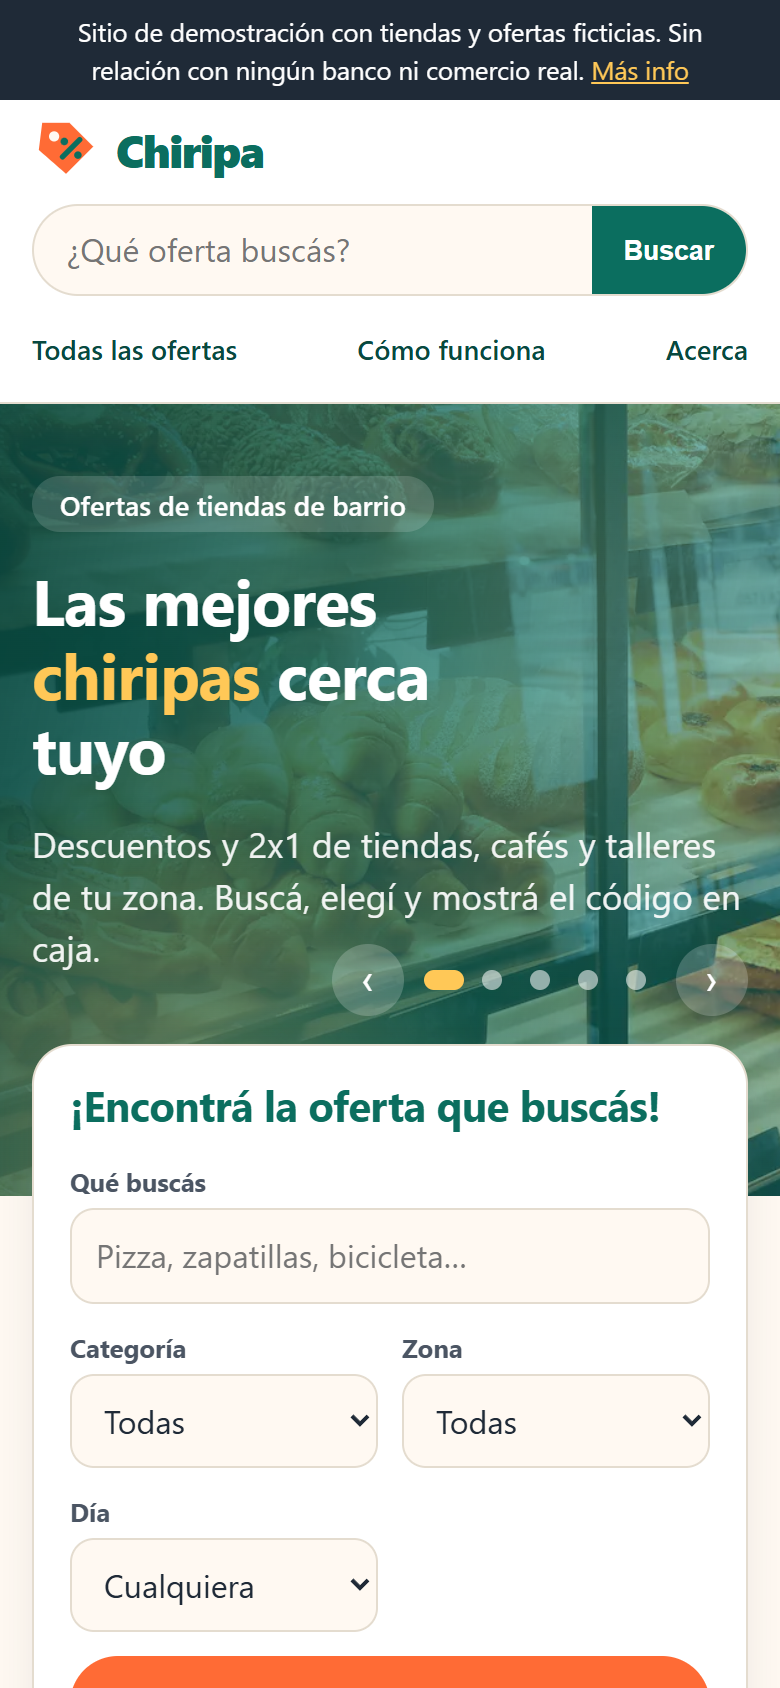 Sitio de demostración con tiendas y ofertas ficticias. Sin
relación con ningún banco ni comercio real. Más info
Chiripa
¿Qué oferta buscás?
Buscar
Todas las ofertas
Cómo funciona
Acerca
Ofertas de tiendas de barrio
Las mejores
chiripas cerca
tuyo
Descuentos y 2x1 de tiendas, cafés y talleres
de tu zona. Buscá, elegí y mostrá el código en
caja.
¡Encontrá la oferta que buscás!
Qué buscás
Pizza, zapatillas, bicicleta...
Categoría
Zona
Todas
Todas
Día
Cualquiera